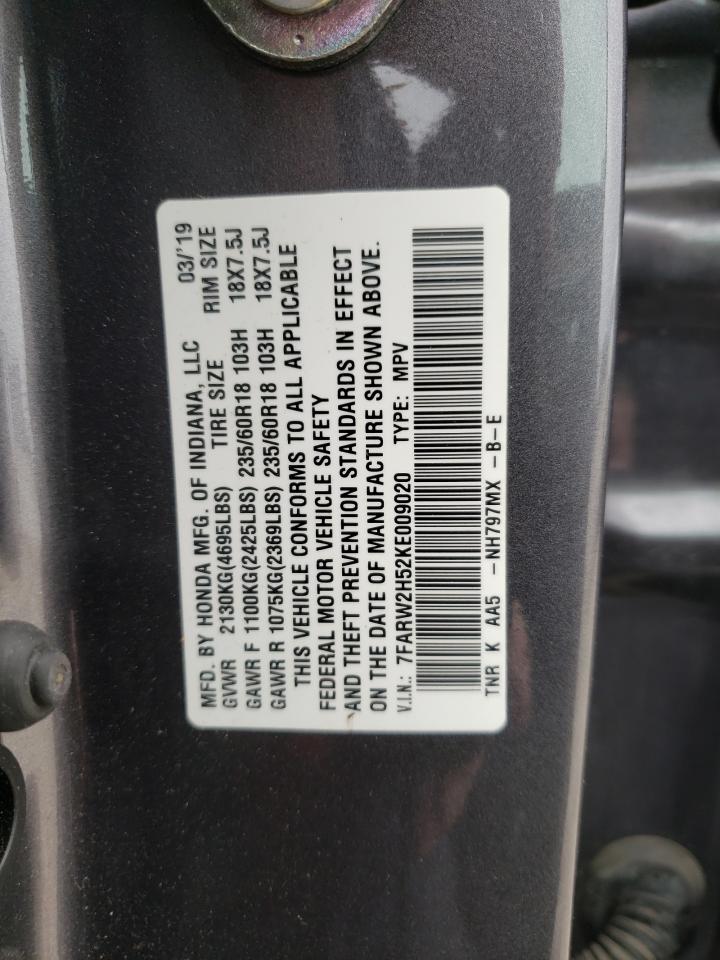 MFD. BY HONDA MFG. OF INDIANA, LLC 03/'19
GVWR 2130KG(4695LBS) TIRE SIZE RIM SIZE
GAWR F 1100KG(2425LBS) 235/60R18 103H 18X7.5J
GAWR R 1075KG(2369LBS) 235/60R18 103H 18X7.5J
THIS VEHICLE CONFORMS TO ALL APPLICABLE
FEDERAL MOTOR VEHICLE SAFETY
AND THEFT PREVENTION STANDARDS IN EFFECT
ON THE DATE OF MANUFACTURE SHOWN ABOVE.
V.I.N.: 7FARW2H52KE009020 TYPE: MPV
TNR K AA5 -NH797MX -B-E